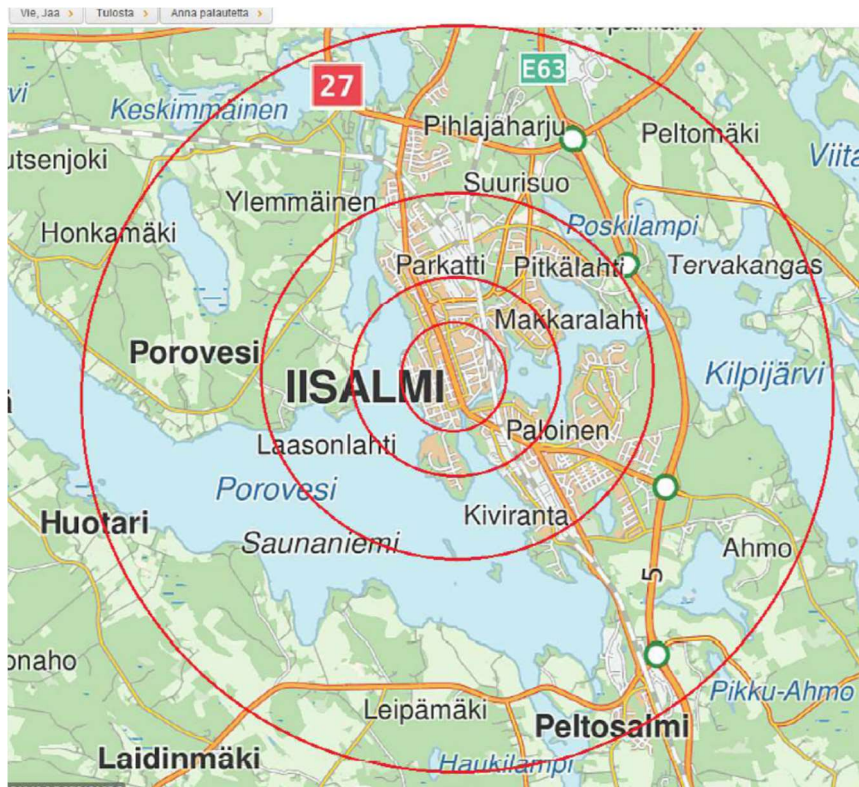 Vie, Jaa
Tulosta
Anna palautetta
27
E63
Keskimmäinen
Pihlajaharju
Peltomäki
utsenjoki
Viita
Suurisuo
Ylemmäinen
Honkamäki
Poskilampi
Parkatti
Pitkälahti
Tervakangas
Makkaralahti
Porovesi
IISALMI
Kilpijärvi
Laasonlahti
Paloinen
Porovesi
Huotari
Kiviranta
Saunaniemi
Ahmo
5
onaho
Pikku-Ahmo
Leipämäki
Peltosalmi
Laidinmäki
Haukilampi